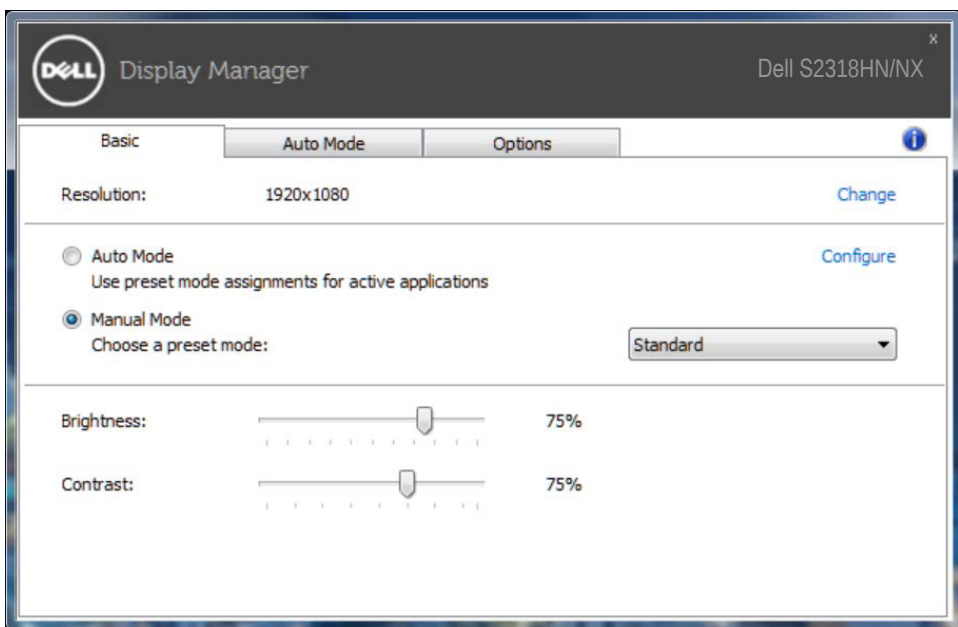 DELL Display Manager
Dell S2318HN/NX
x
Basic
Auto Mode
Options
i
Resolution: 1920x1080 Change
Auto Mode Configure
Use preset mode assignments for active applications
Manual Mode
Choose a preset mode: Standard
Brightness: 75%
Contrast: 75%